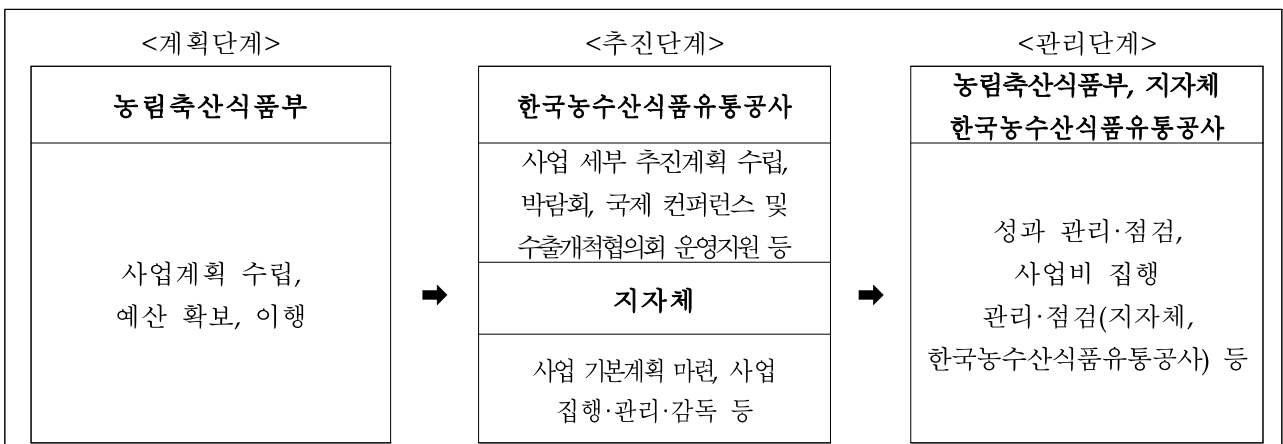 <계획단계>
농림축산식품부
사업계획 수립,
예산 확보, 이행
➡
<추진단계>
한국농수산식품유통공사
사업 세부 추진계획 수립,
박람회, 국제 컨퍼런스 및
수출개척협의회 운영지원 등
지자체
사업 기본계획 마련, 사업
집행·관리·감독 등
➡
<관리단계>
농림축산식품부, 지자체
한국농수산식품유통공사
성과 관리·점검,
사업비 집행
관리·점검(지자체,
한국농수산식품유통공사) 등